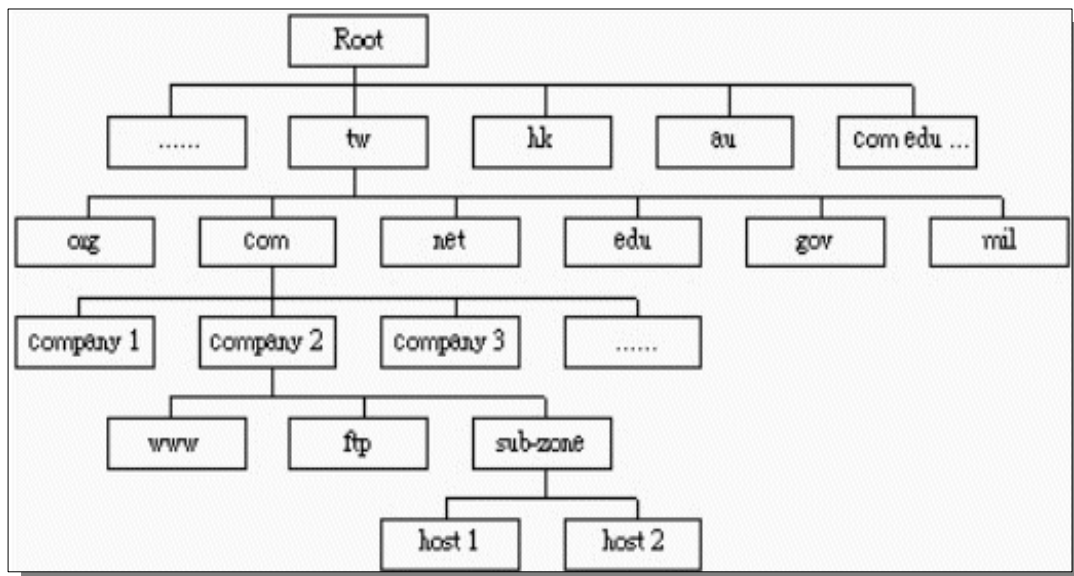 Root
...... tw hk au com edu ...
org com net edu gov mil
company 1 company 2 company 3 ......
www ftp sub-zone
host 1 host 2